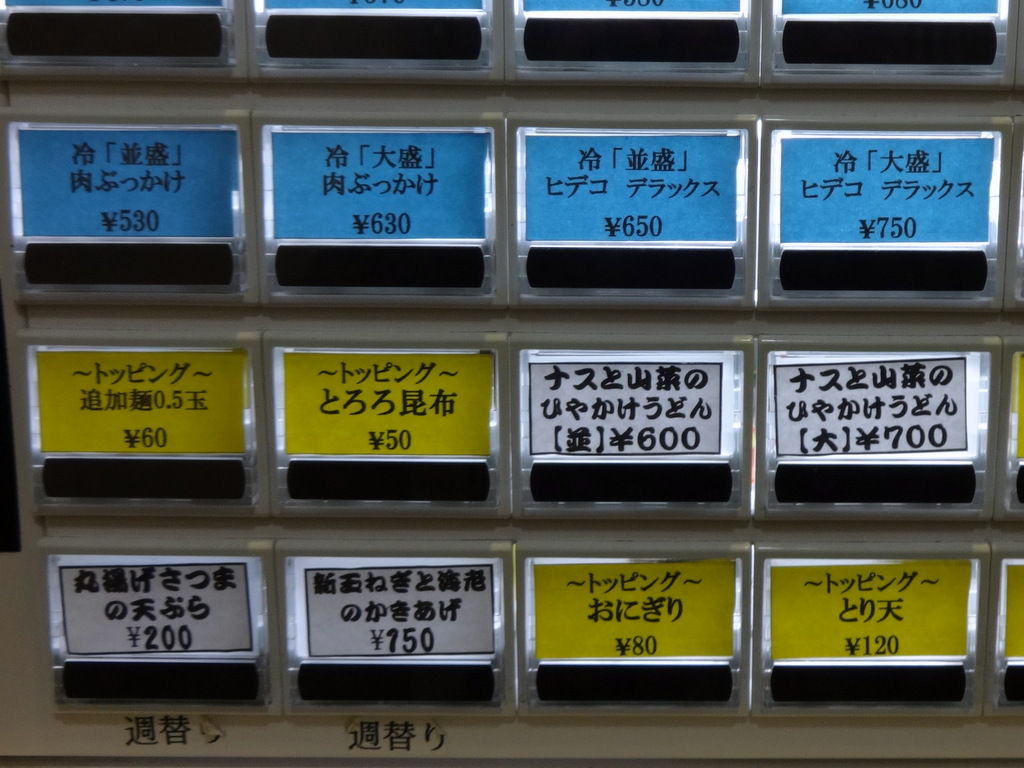 冷「並盛」
肉ぶっかけ
¥530
冷「大盛」
肉ぶっかけ
¥630
冷「並盛」
ヒデコ デラックス
¥650
冷「大盛」
ヒデコ デラックス
¥750
～トッピング～
追加麺0.5玉
¥60
～トッピング～
とろろ昆布
¥50
ナスと山菜の
ひやかけうどん
[並]¥600
ナスと山菜の
ひやかけうどん
[大]¥700
丸揚げさつま
の天ぷら
¥200
新玉ねぎと海老
のかきあげ
¥150
～トッピング～
おにぎり
¥80
～トッピング～
とり天
¥120
週替り
週替り